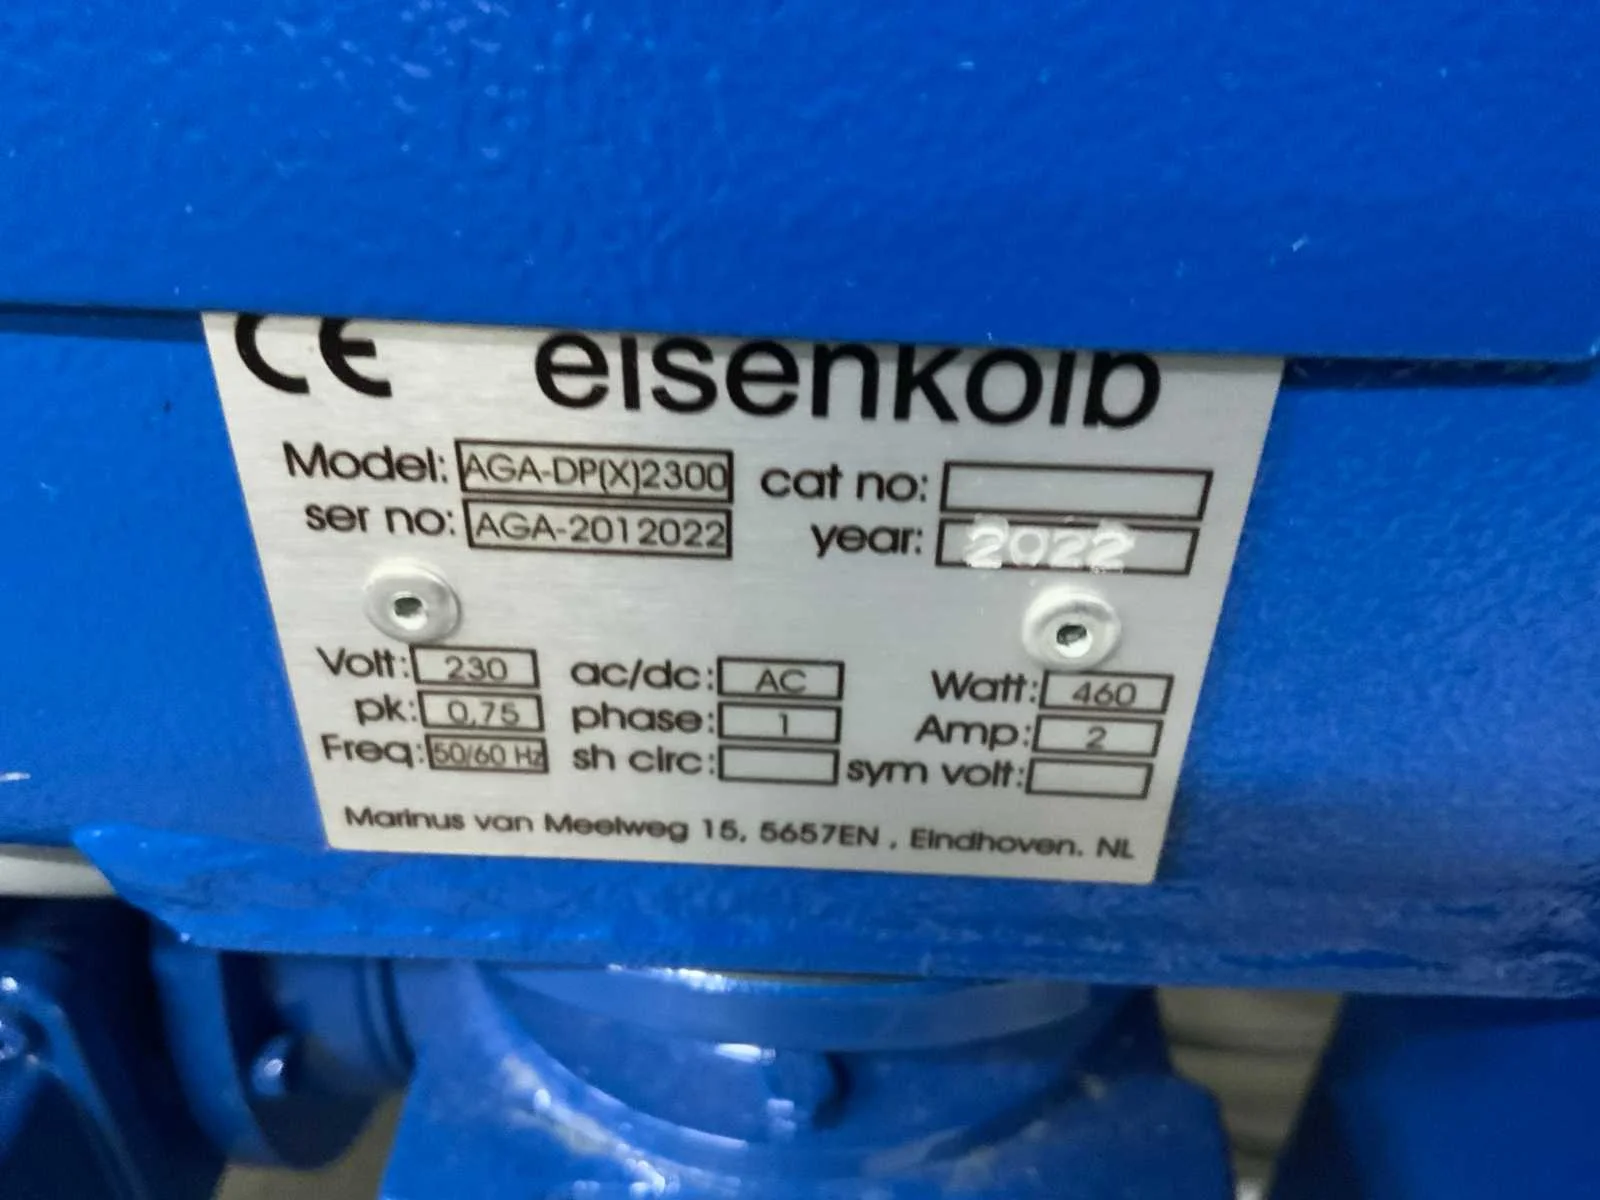 CE eisenkolb
Model: AGA-DP(X)2300 cat no:
ser no: AGA-2012022 year: 2022
Volt: 230 ac/dc: AC Watt: 460
pk: 0,75 phase: 1 Amp: 2
Freq: 50/60 Hz sh circ: sym volt:
Marinus van Meelweg 15, 5657EN , Eindhoven. NL